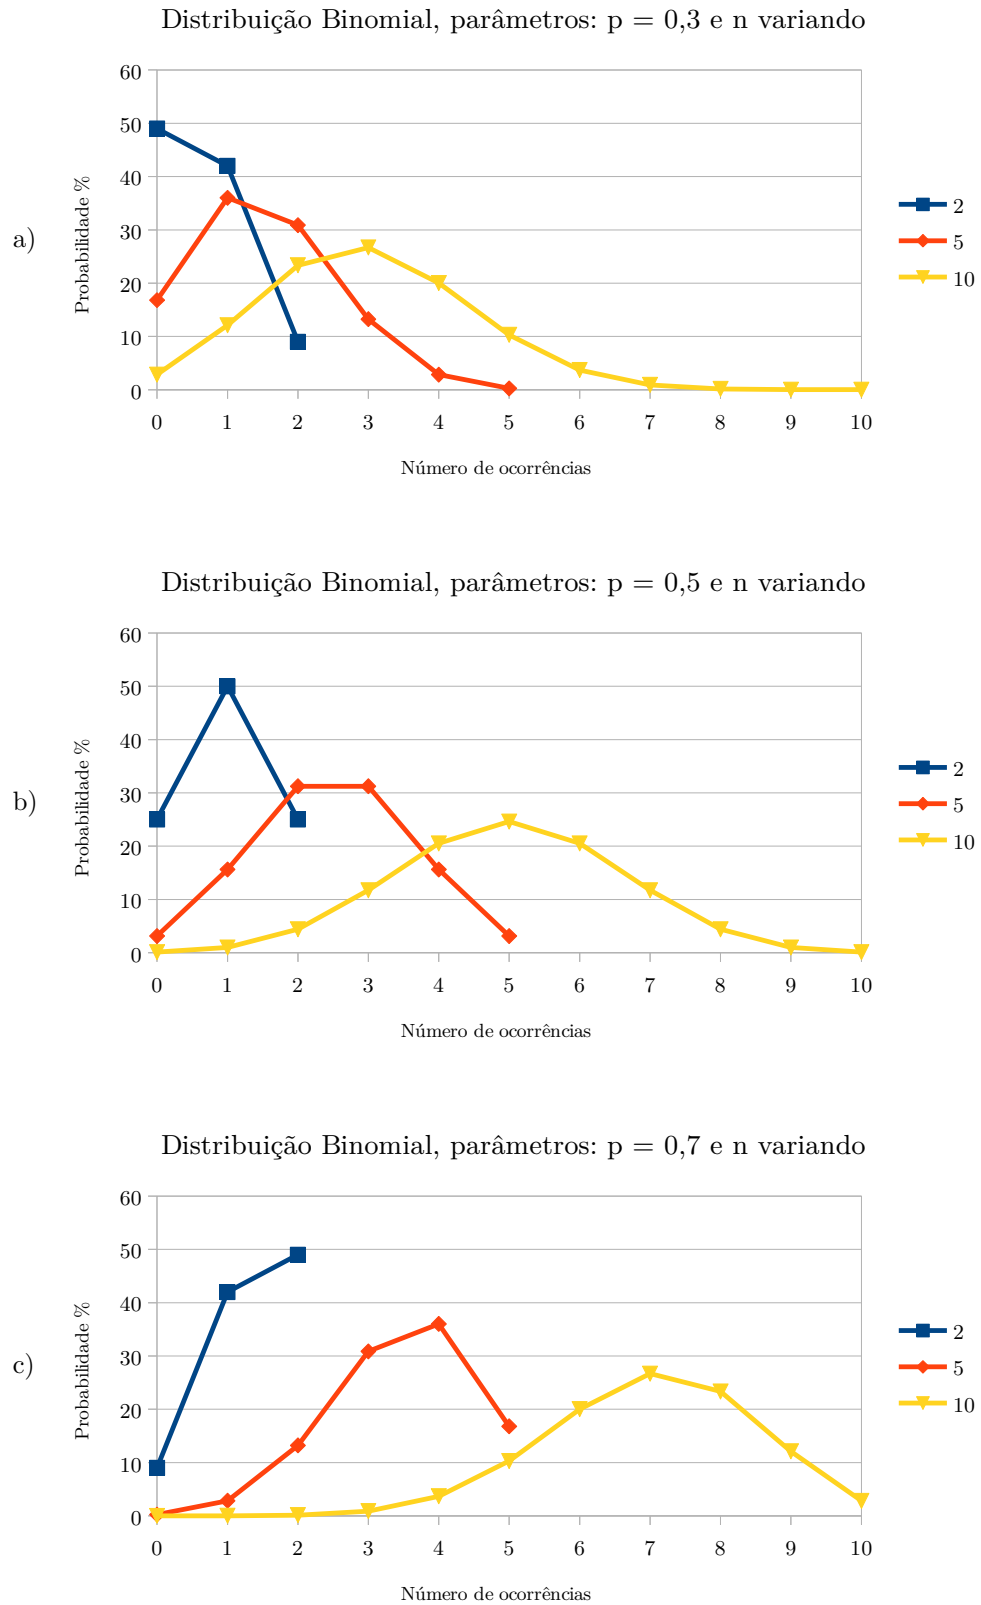 Distribuição Binomial, parâmetros: p = 0,3 e n variando
60
50
40
30
20
10
0
Probabilidade %
a)
0 1 2 3 4 5 6 7 8 9 10
Número de ocorrências
2
5
10
Distribuição Binomial, parâmetros: p = 0,5 e n variando
60
50
40
30
20
10
0
Probabilidade %
b)
0 1 2 3 4 5 6 7 8 9 10
Número de ocorrências
2
5
10
Distribuição Binomial, parâmetros: p = 0,7 e n variando
60
50
40
30
20
10
0
Probabilidade %
c)
0 1 2 3 4 5 6 7 8 9 10
Número de ocorrências
2
5
10